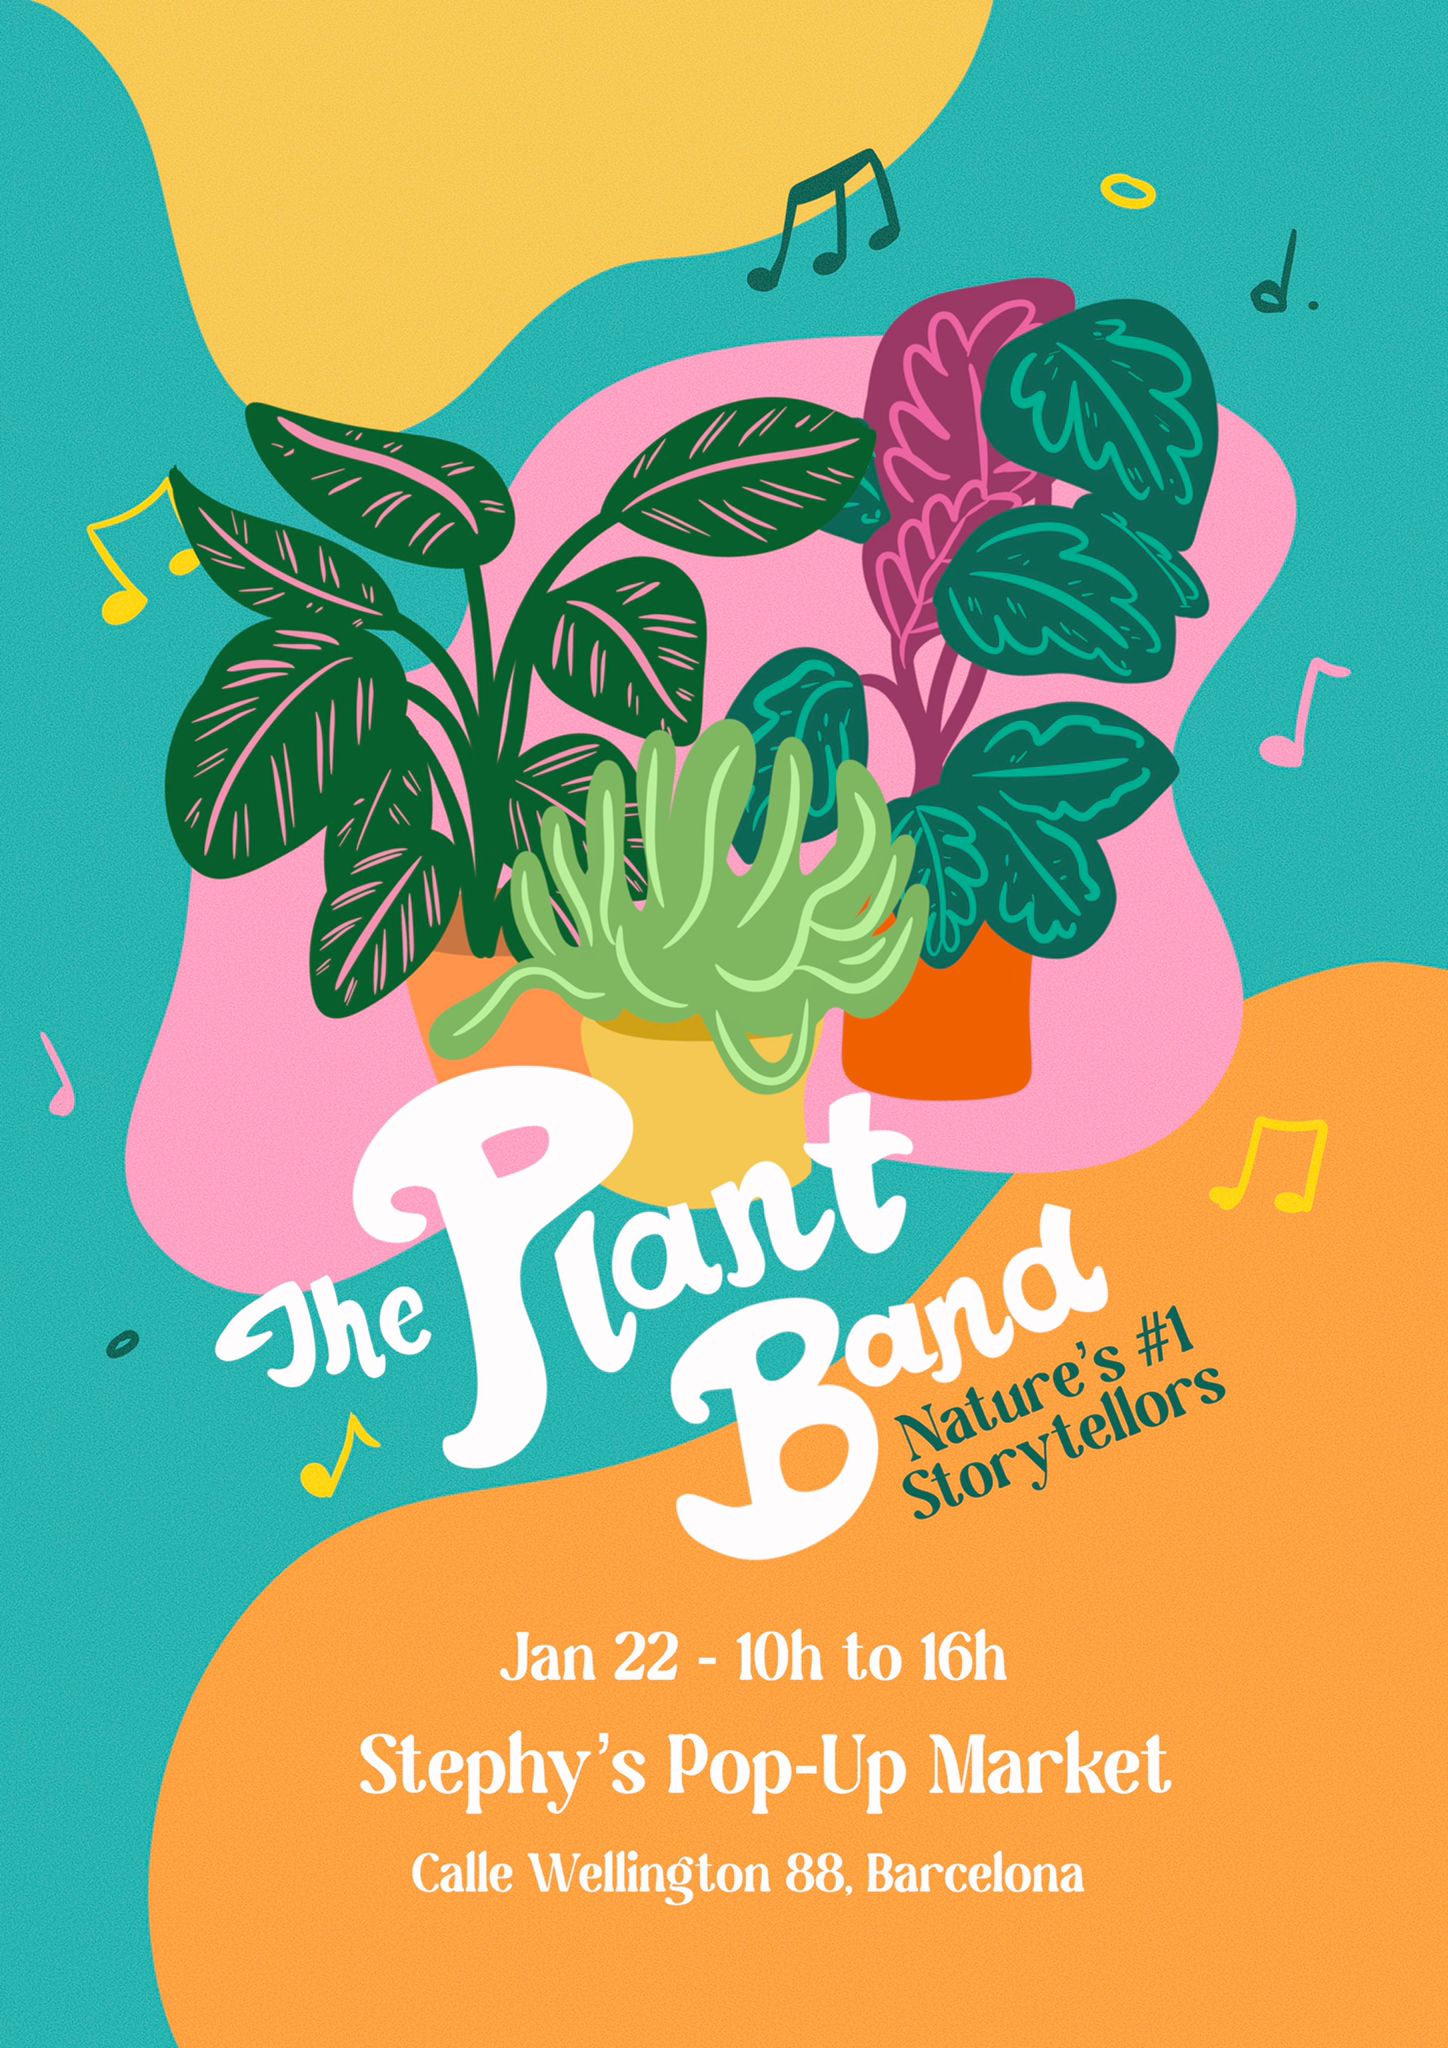 The Plant
Band
Nature's #1
Storytellors
Jan 22 - 10h to 16h
Stephy's Pop-Up Market
Calle Wellington 88, Barcelona